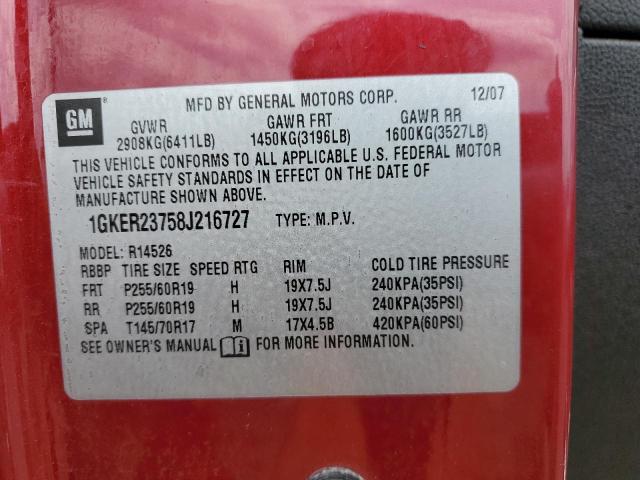 MFD BY GENERAL MOTORS CORP. 12/07
GM ®
GVWR GAWR FRT GAWR RR
2908KG(6411LB) 1450KG(3196LB) 1600KG(3527LB)
THIS VEHICLE CONFORMS TO ALL APPLICABLE U.S. FEDERAL MOTOR
VEHICLE SAFETY STANDARDS IN EFFECT ON THE DATE OF
MANUFACTURE SHOWN ABOVE.
1GKER23758J216727 TYPE: M.P.V.
MODEL: R14526
RBBP TIRE SIZE SPEED RTG RIM COLD TIRE PRESSURE
FRT P255/60R19 H 19X7.5J 240KPA(35PSI)
RR P255/60R19 H 19X7.5J 240KPA(35PSI)
SPA T145/70R17 M 17X4.5B 420KPA(60PSI)
SEE OWNER'S MANUAL FOR MORE INFORMATION.